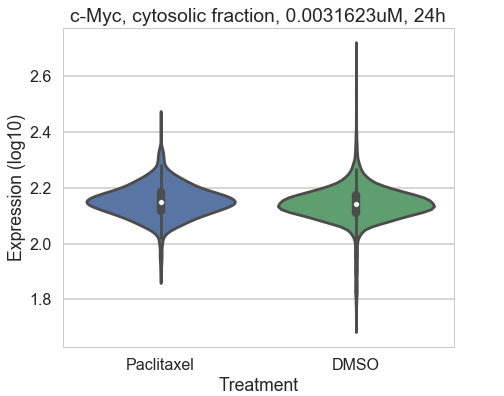 c-Myc, cytosolic fraction, 0.0031623uM, 24h
2.6
2.4
2.2
2.0
1.8
Expression (log10)
Paclitaxel DMSO
Treatment